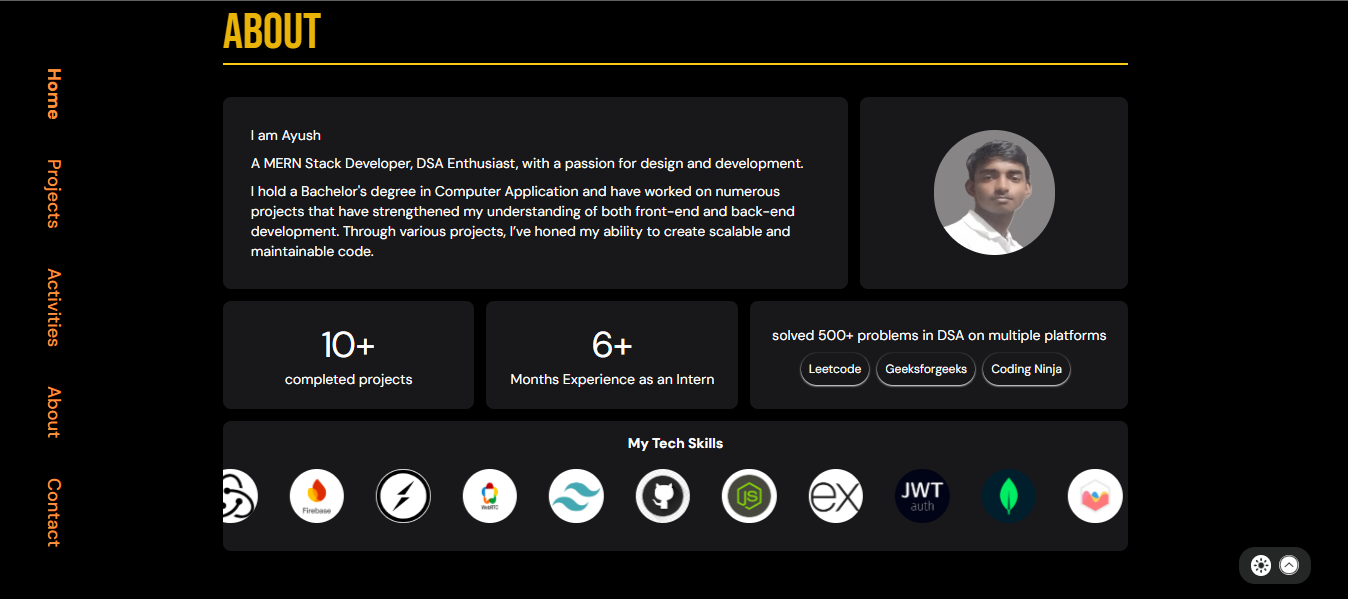 ABOUT
Home
Projects
Activities
About
Contact
I am Ayush
A MERN Stack Developer, DSA Enthusiast, with a passion for design and development.
I hold a Bachelor's degree in Computer Application and have worked on numerous
projects that have strengthened my understanding of both front-end and back-end
development. Through various projects, I've honed my ability to create scalable and
maintainable code.
10+
completed projects
6+
Months Experience as an Intern
solved 500+ problems in DSA on multiple platforms
Leetcode Geeksforgeeks Coding Ninja
My Tech Skills
Firebase
WebRTC
JS
ex
JWT
auth